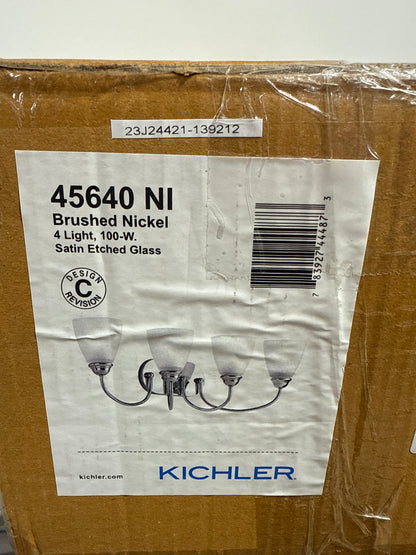 23J24421-139212
45640 NI
Brushed Nickel
4 Light, 100-W.
Satin Etched Glass
DESIGN
C
REVISION
7 83927 44487 3
kichler.com
KICHLER®